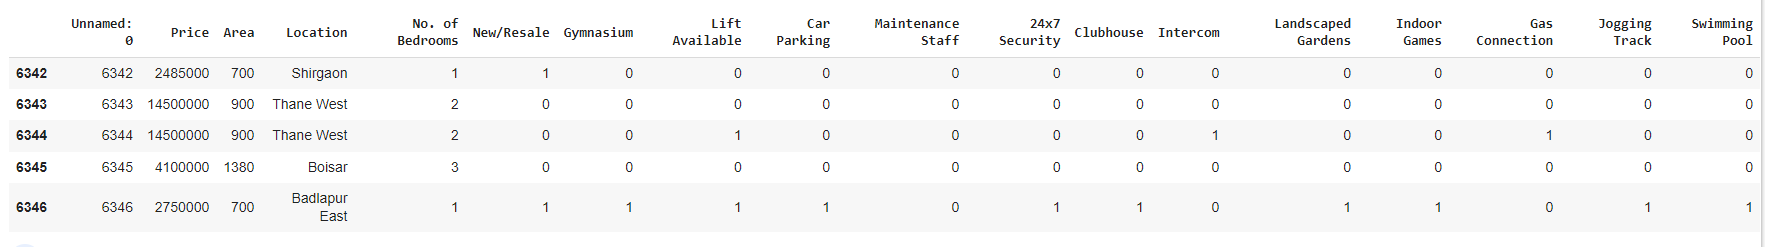 Unnamed: 0 Price Area Location No. of Bedrooms New/Resale Gymnasium Lift Available Car Parking Maintenance Staff 24x7 Security Clubhouse Intercom Landscaped Gardens Indoor Games Gas Connection Jogging Track Swimming Pool
6342 6342 2485000 700 Shirgaon 1 1 0 0 0 0 0 0 0 0 0 0 0 0
6343 6343 14500000 900 Thane West 2 0 0 0 0 0 0 0 0 0 0 0 0 0
6344 6344 14500000 900 Thane West 2 0 0 1 0 0 0 0 1 0 0 1 0 0
6345 6345 4100000 1380 Boisar 3 0 0 0 0 0 0 0 0 0 0 0 0 0
6346 6346 2750000 700 Badlapur East 1 1 1 1 1 0 1 1 0 1 1 0 1 1